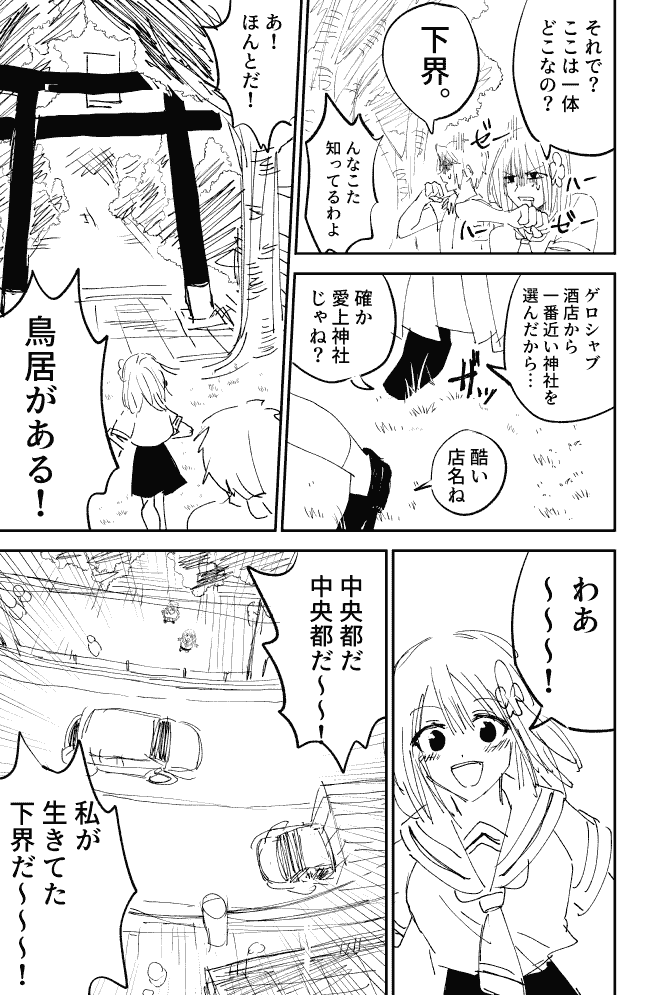 それで？
ここは一体
どこなの？
下界。
ゼー
ハー
ゼー
んなこた
知ってるわよ
ゲロシャブ
酒店から
一番近い神社を
選んだから…
ザッ
確か
愛上神社
じゃね？
酷い
店名ね
あ！
ほんとだ！
鳥居がある！
わあ
～～～！
中央都だ
中央都だ～～！
私が
生きてた
下界だ～～～！